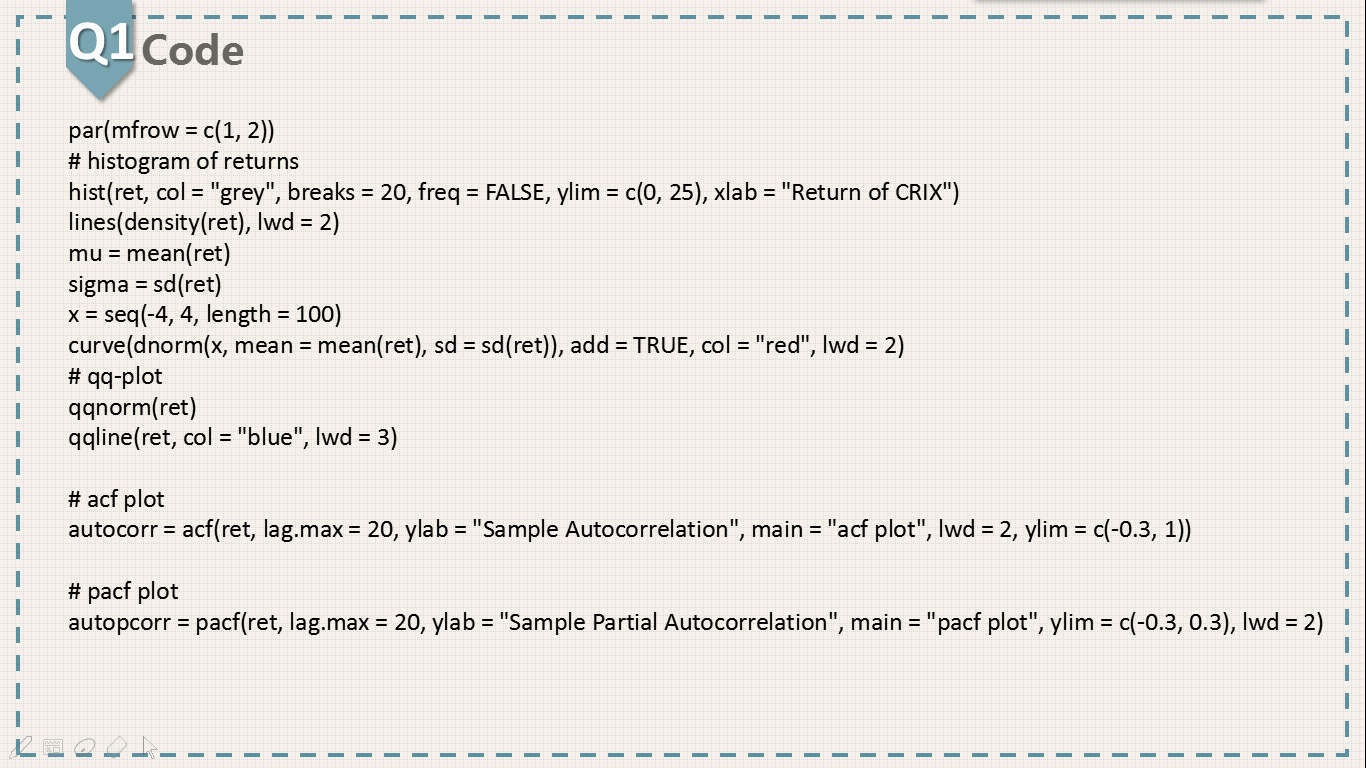 Q1 Code
par(mfrow = c(1, 2))
# histogram of returns
hist(ret, col = "grey", breaks = 20, freq = FALSE, ylim = c(0, 25), xlab = "Return of CRIX")
lines(density(ret), lwd = 2)
mu = mean(ret)
sigma = sd(ret)
x = seq(-4, 4, length = 100)
curve(dnorm(x, mean = mean(ret), sd = sd(ret)), add = TRUE, col = "red", lwd = 2)
# qq-plot
qqnorm(ret)
qqline(ret, col = "blue", lwd = 3)
# acf plot
autocorr = acf(ret, lag.max = 20, ylab = "Sample Autocorrelation", main = "acf plot", lwd = 2, ylim = c(-0.3, 1))
# pacf plot
autopcorr = pacf(ret, lag.max = 20, ylab = "Sample Partial Autocorrelation", main = "pacf plot", ylim = c(-0.3, 0.3), lwd = 2)